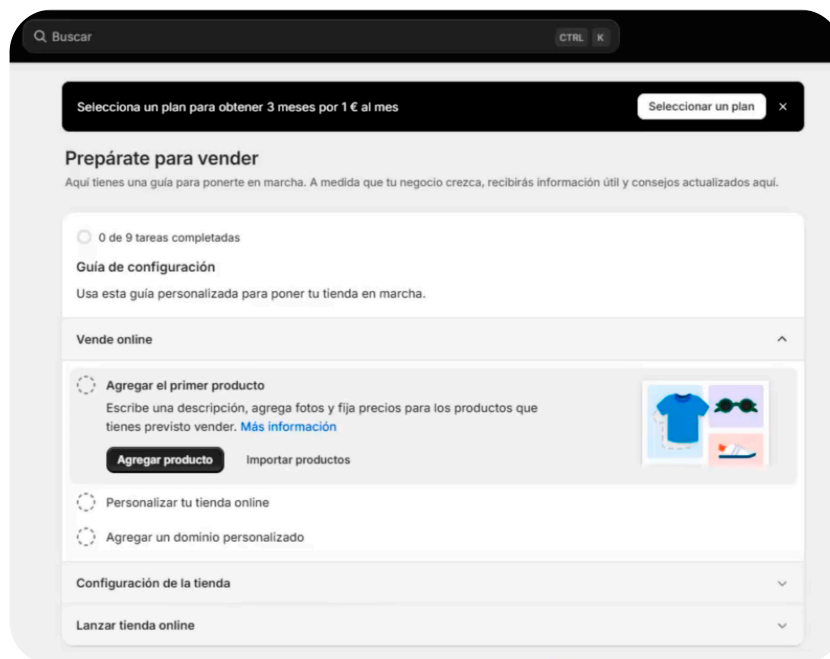 Buscar
CTRL K
Selecciona un plan para obtener 3 meses por 1 € al mes
Seleccionar un plan
Prepárate para vender
Aquí tienes una guía para ponerte en marcha. A medida que tu negocio crezca, recibirás información útil y consejos actualizados aquí.
0 de 9 tareas completadas
Guía de configuración
Usa esta guía personalizada para poner tu tienda en marcha.
Vende online
Agregar el primer producto
Escribe una descripción, agrega fotos y fija precios para los productos que
tienes previsto vender. Más información
Agregar producto
Importar productos
Personalizar tu tienda online
Agregar un dominio personalizado
Configuración de la tienda
Lanzar tienda online